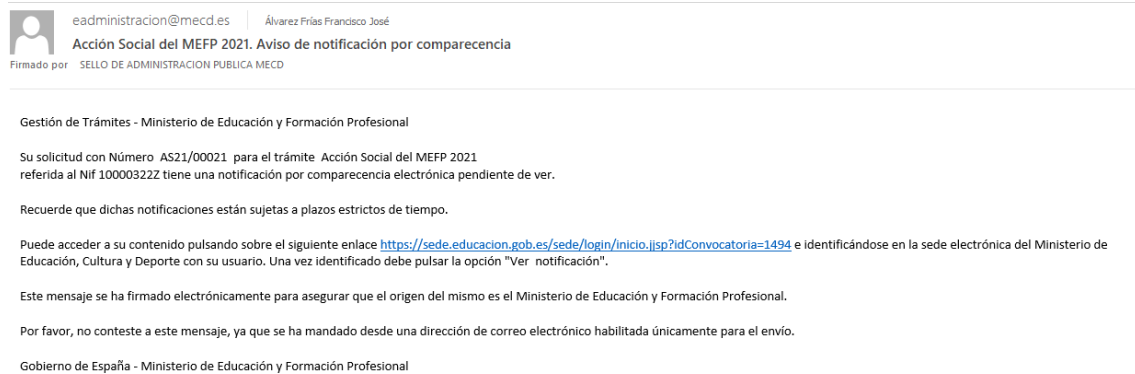 eadministracion@mecd.es Álvarez Frías Francisco José
Acción Social del MEFP 2021. Aviso de notificación por comparecencia
Firmado por SELLO DE ADMINISTRACION PUBLICA MECD
Gestión de Trámites - Ministerio de Educación y Formación Profesional
Su solicitud con Número AS21/00021 para el trámite Acción Social del MEFP 2021
referida al Nif 10000322Z tiene una notificación por comparecencia electrónica pendiente de ver.
Recuerde que dichas notificaciones están sujetas a plazos estrictos de tiempo.
Puede acceder a su contenido pulsando sobre el siguiente enlace https://sede.educacion.gob.es/sede/login/inicio.jjsp?idConvocatoria=1494 e identificándose en la sede electrónica del Ministerio de
Educación, Cultura y Deporte con su usuario. Una vez identificado debe pulsar la opción "Ver notificación".
Este mensaje se ha firmado electrónicamente para asegurar que el origen del mismo es el Ministerio de Educación y Formación Profesional.
Por favor, no conteste a este mensaje, ya que se ha mandado desde una dirección de correo electrónico habilitada únicamente para el envío.
Gobierno de España - Ministerio de Educación y Formación Profesional